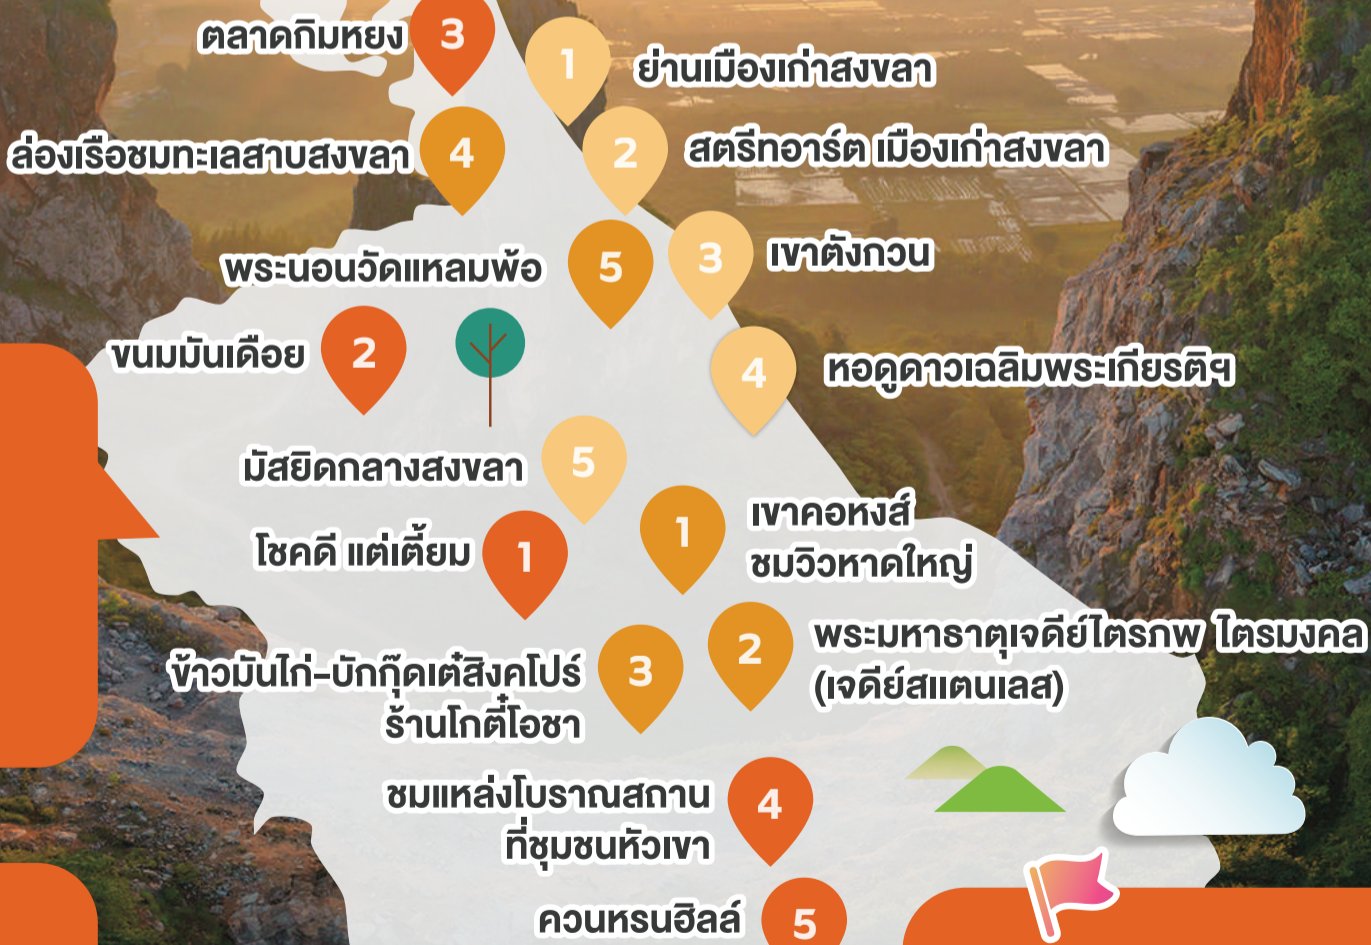 ตลาดกิมหยง 3
1 ย่านเมืองเก่าสงขลา
ล่องเรือชมทะเลสาบสงขลา 4
2 สตรีทอาร์ต เมืองเก่าสงขลา
พระนอนวัดแหลมพ้อ 5
3 เขาตังกวน
ขนมมันเดือย 2
4 หอดูดาวเฉลิมพระเกียรติฯ
มัสยิดกลางสงขลา 5
1 เขาคอหงส์
ชมวิวหาดใหญ่
โชคดี แต่เตี้ยม 1
2 พระมหาธาตุเจดีย์ไตรภพ ไตรมงคล
(เจดีย์สแตนเลส)
ข้าวมันไก่-บักกุ๊ดเต๋สิงคโปร์ 3
ร้านโกตี๋โอชา
ชมแหล่งโบราณสถาน 4
ที่ชุมชนหัวเขา
ควนหรนฮิลล์ 5